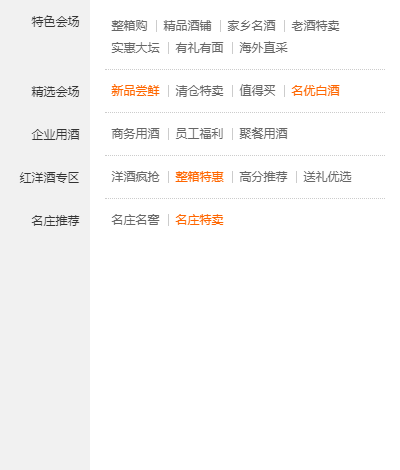 特色会场 整箱购 精品酒铺 家乡名酒 老酒特卖
实惠大坛 有礼有面 海外直采
精选会场 新品尝鲜 清仓特卖 值得买 名优白酒
企业用酒 商务用酒 员工福利 聚餐用酒
红洋酒专区 洋酒疯抢 整箱特惠 高分推荐 送礼优选
名庄推荐 名庄名窖 名庄特卖